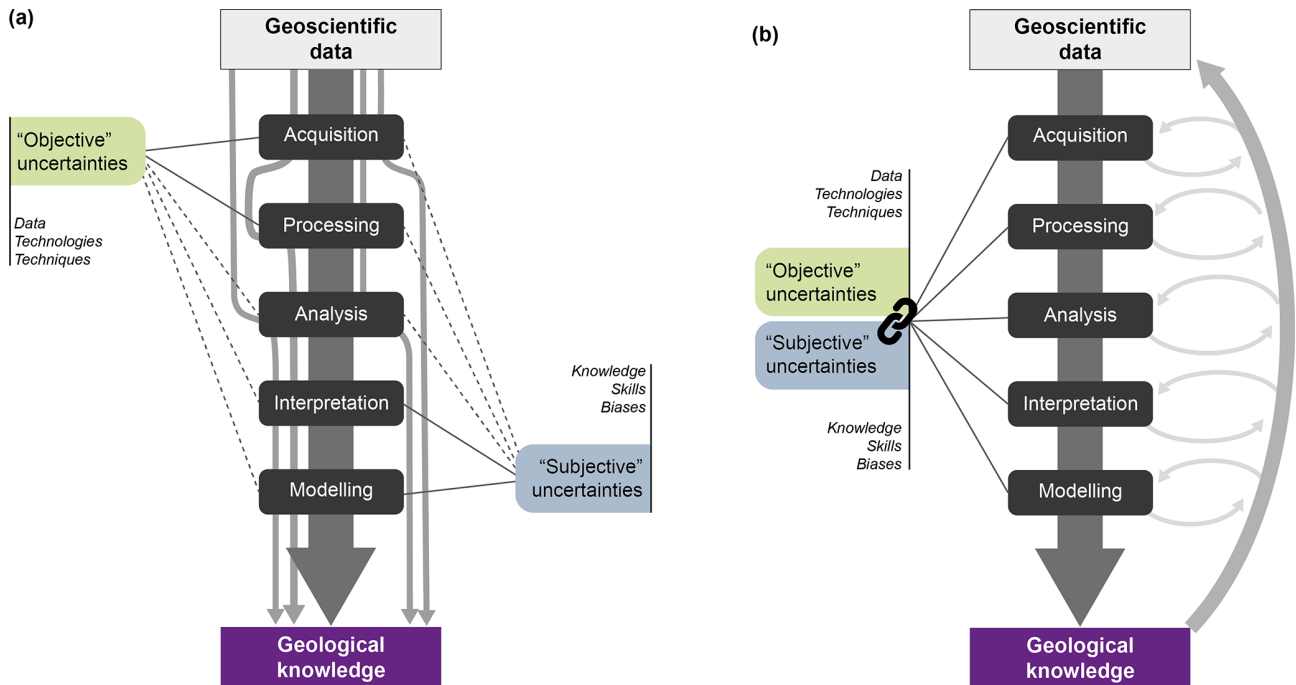 (a)
Geoscientific
data
“Objective”
uncertainties
Data
Technologies
Techniques
Acquisition
Processing
Analysis
Interpretation
Modelling
Knowledge
Skills
Biases
“Subjective”
uncertainties
Geological
knowledge
(b)
Geoscientific
data
Data
Technologies
Techniques
“Objective”
uncertainties
“Subjective”
uncertainties
Knowledge
Skills
Biases
Acquisition
Processing
Analysis
Interpretation
Modelling
Geological
knowledge